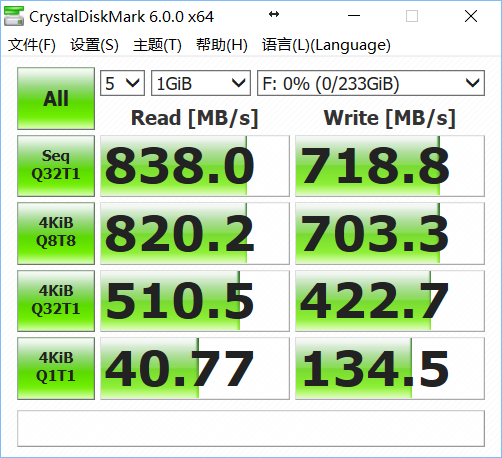 CrystalDiskMark 6.0.0 x64
文件(F) 设置(S) 主题(T) 帮助(H) 语言(L)(Language)
All 5 1GiB F: 0% (0/233GiB)
Read [MB/s] Write [MB/s]
Seq
Q32T1 838.0 718.8
4KiB
Q8T8 820.2 703.3
4KiB
Q32T1 510.5 422.7
4KiB
Q1T1 40.77 134.5